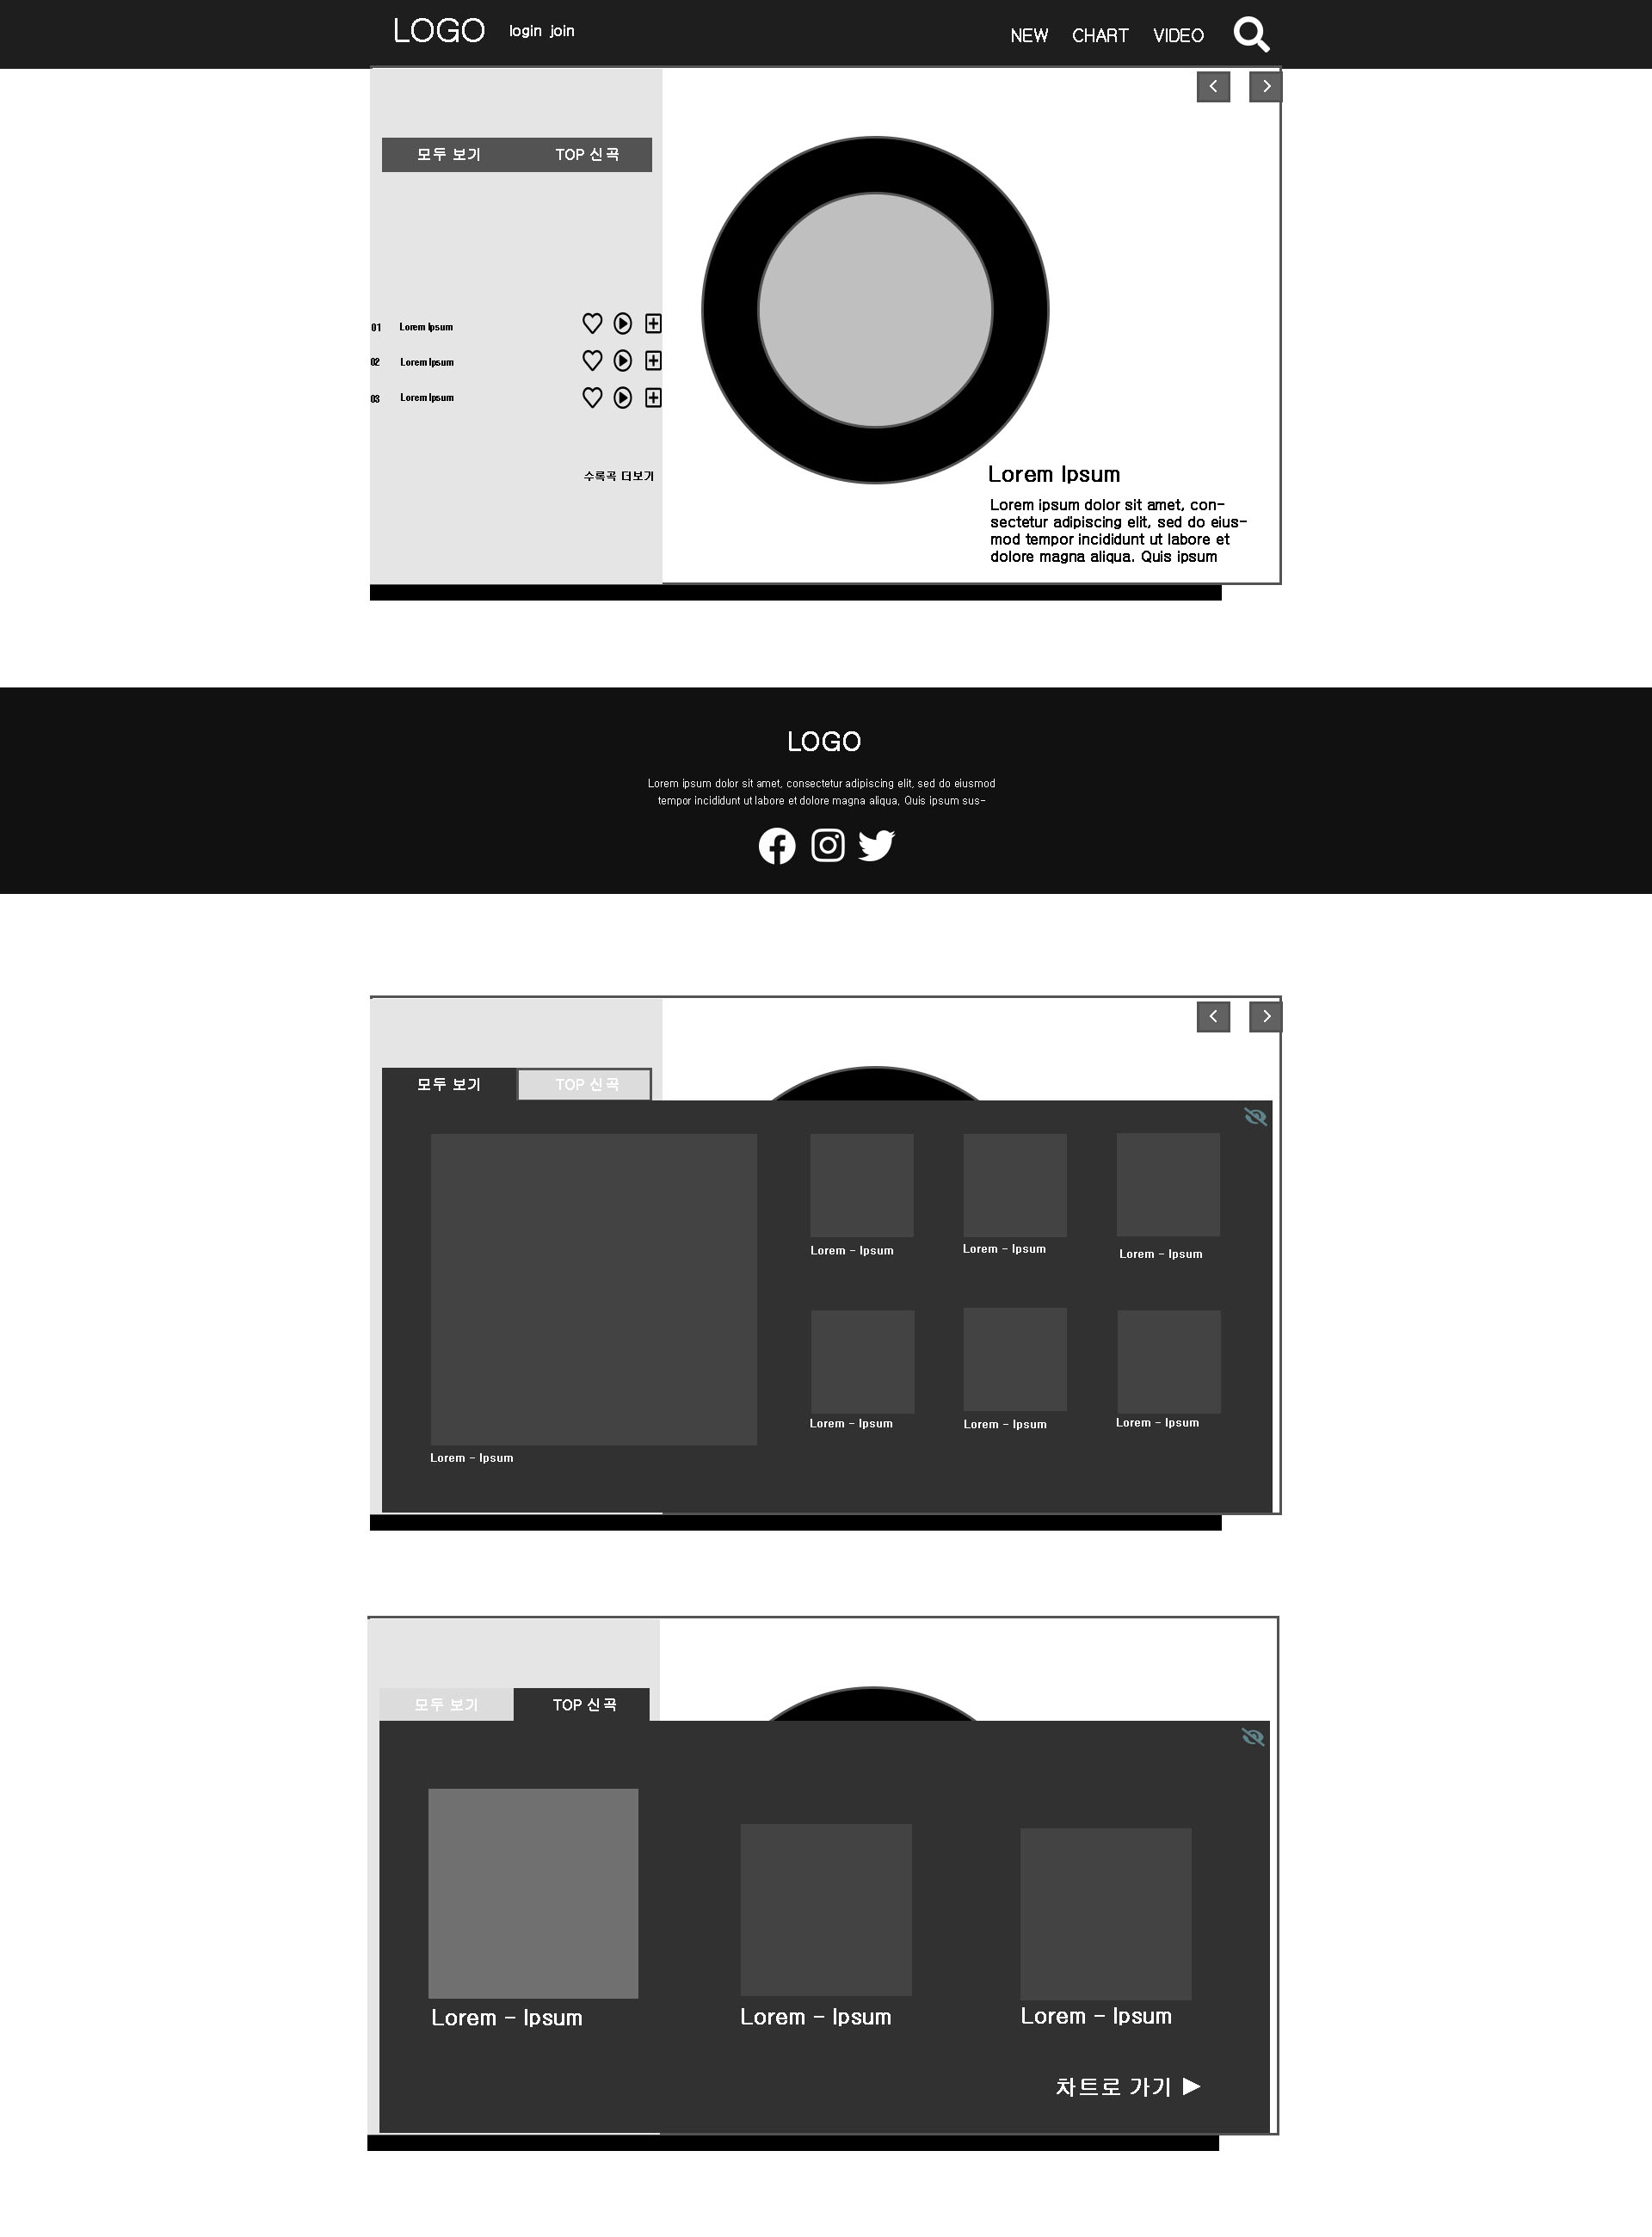 LOGO login join NEW CHART VIDEO
모두 보기 TOP 신곡
01 Lorem Ipsum
02 Lorem Ipsum
03 Lorem Ipsum
수록곡 더보기
Lorem Ipsum
Lorem ipsum dolor sit amet, con-
sectetur adipiscing elit, sed do eius-
mod tempor incididunt ut labore et
dolore magna aliqua. Quis ipsum
LOGO
Lorem ipsum dolor sit amet, consectetur adipiscing elit, sed do eiusmod
tempor incididunt ut labore et dolore magna aliqua. Quis ipsum sus-
모두 보기 TOP 신곡
Lorem - Ipsum Lorem - Ipsum Lorem - Ipsum
Lorem - Ipsum Lorem - Ipsum Lorem - Ipsum
Lorem - Ipsum
모두 보기 TOP 신곡
Lorem - Ipsum Lorem - Ipsum Lorem - Ipsum
차트로 가기 ▶